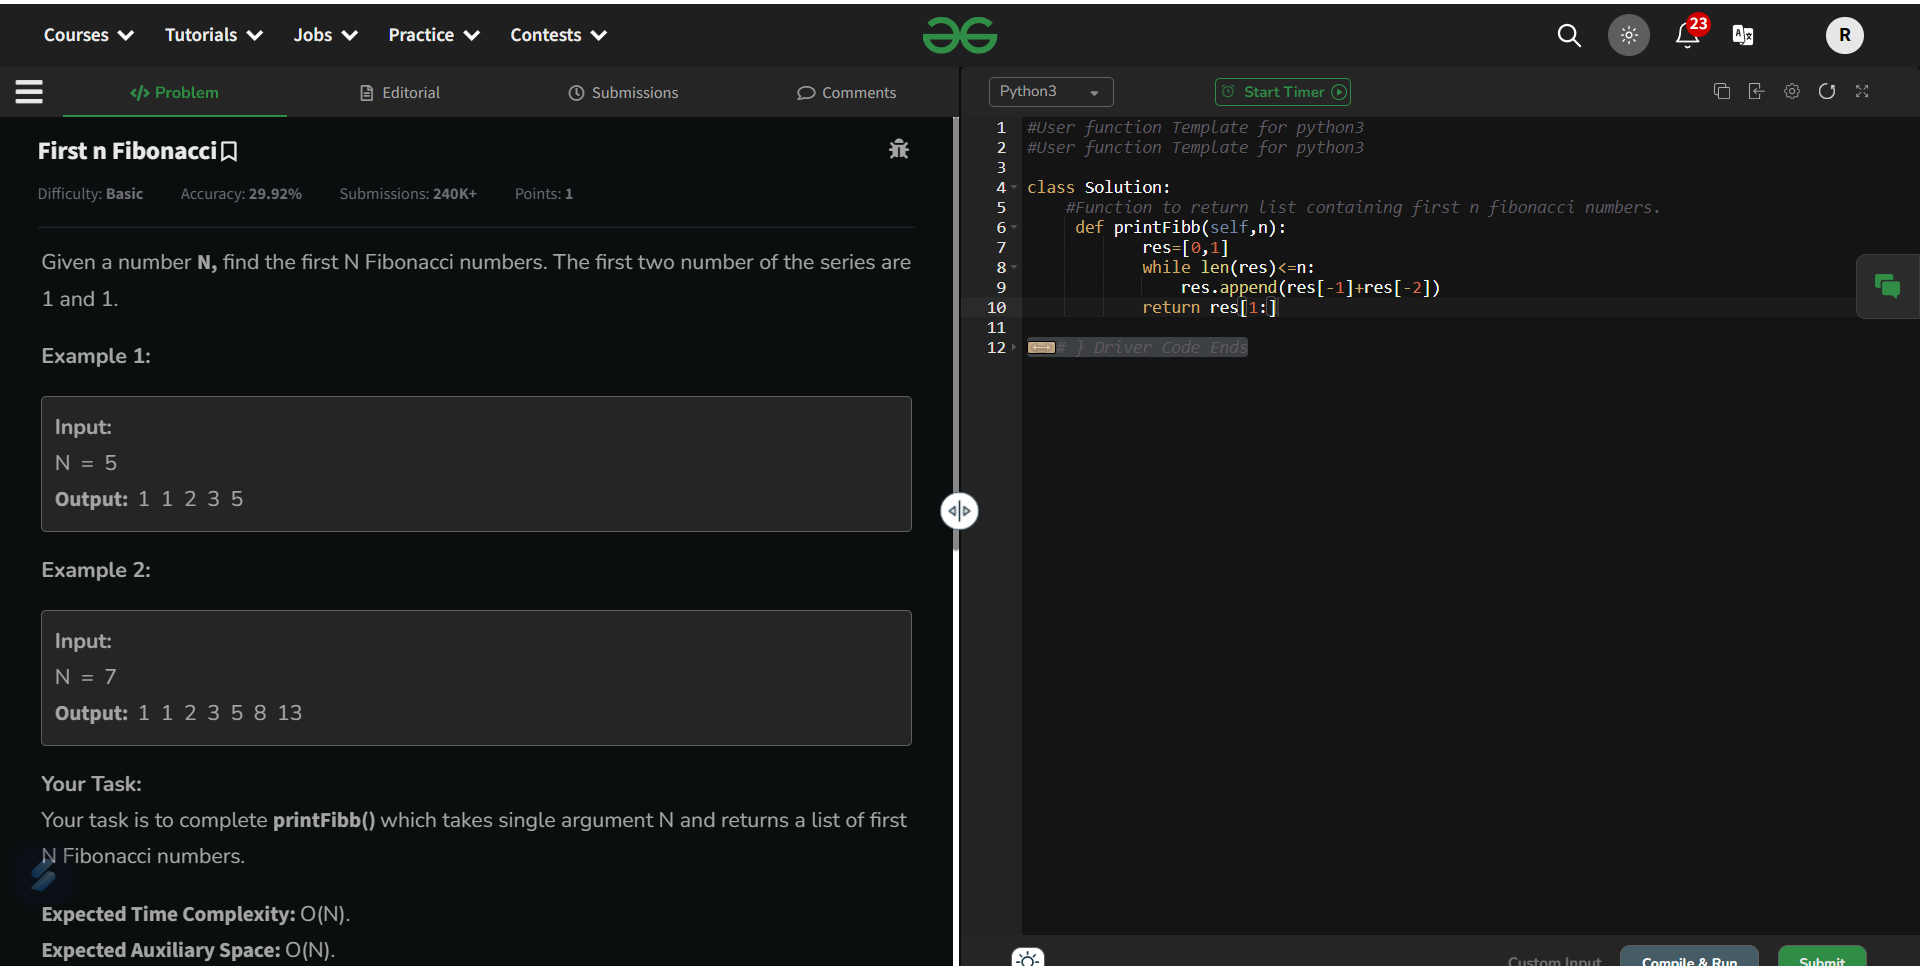 Courses Tutorials Jobs Practice Contests 23 R
Problem Editorial Submissions Comments
First n Fibonacci
Difficulty: Basic Accuracy: 29.92% Submissions: 240K+ Points: 1
Given a number N, find the first N Fibonacci numbers. The first two number of the series are
1 and 1.
Example 1:
Input:
N = 5
Output: 1 1 2 3 5
Example 2:
Input:
N = 7
Output: 1 1 2 3 5 8 13
Your Task:
Your task is to complete printFibb() which takes single argument N and returns a list of first
N Fibonacci numbers.
Expected Time Complexity: O(N).
Expected Auxiliary Space: O(N).
Python3 Start Timer
1 #User function Template for python3
2 #User function Template for python3
3
4 class Solution:
5 #Function to return list containing first n fibonacci numbers.
6 def printFibb(self,n):
7 res=[0,1]
8 while len(res)<=n:
9 res.append(res[-1]+res[-2])
10 return res[1:]
11
12 # } Driver Code Ends
Custom Input Compile & Run Submit